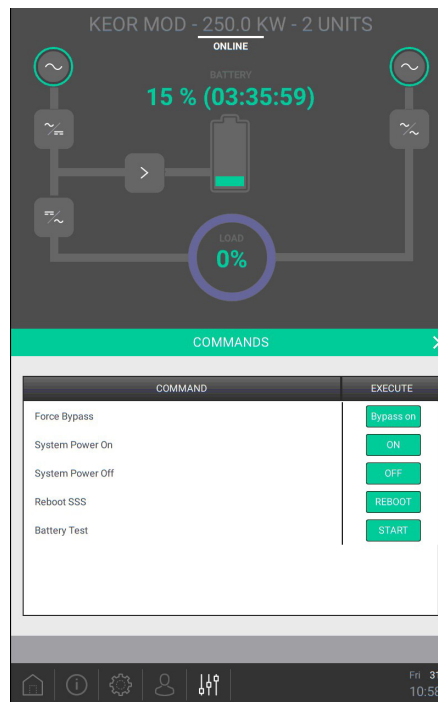 KEOR MOD - 250.0 KW - 2 UNITS
ONLINE
BATTERY
15 % (03:35:59)
LOAD
0%
COMMANDS
COMMAND EXECUTE
Force Bypass Bypass on
System Power On ON
System Power Off OFF
Reboot SSS REBOOT
Battery Test START
Fri 31
10:58